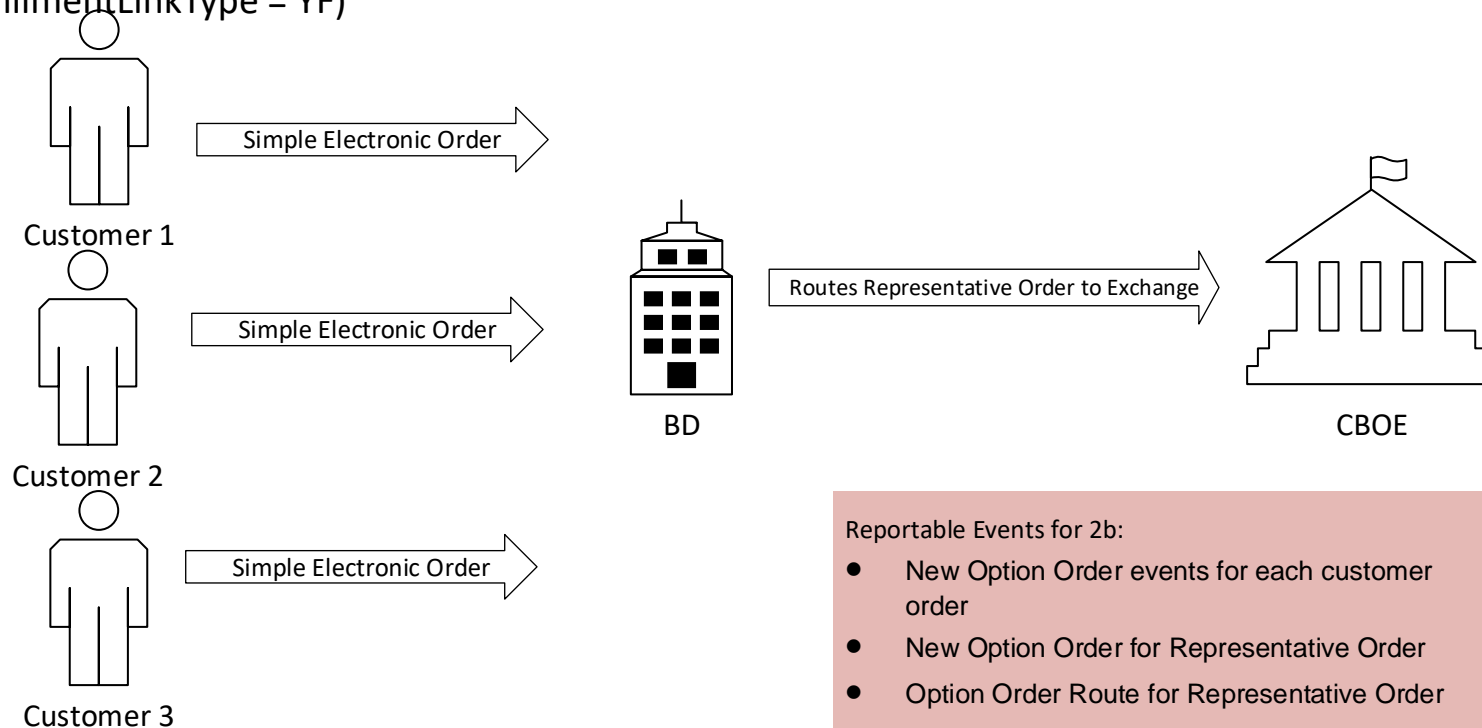 mentLinkType = YF)
Simple Electronic Order
Customer 1
Simple Electronic Order
Routes Representative Order to Exchange
BD
CBOE
Customer 2
Simple Electronic Order
Customer 3
Reportable Events for 2b:
● New Option Order events for each customer
order
● New Option Order for Representative Order
● Option Order Route for Representative Order